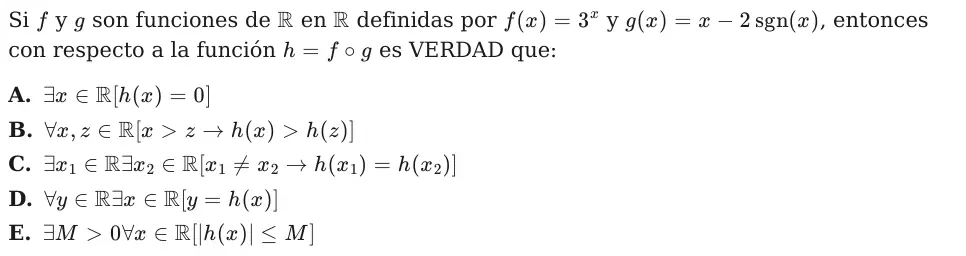 Si f y g son funciones de ℝ en ℝ definidas por f(x) = 3ˣ y g(x) = x − 2 sgn(x), entonces
con respecto a la función h = f ∘ g es VERDAD que:
A. ∃x ∈ ℝ[h(x) = 0]
B. ∀x, z ∈ ℝ[x > z → h(x) > h(z)]
C. ∃x₁ ∈ ℝ∃x₂ ∈ ℝ[x₁ ≠ x₂ → h(x₁) = h(x₂)]
D. ∀y ∈ ℝ∃x ∈ ℝ[y = h(x)]
E. ∃M > 0∀x ∈ ℝ[|h(x)| ≤ M]